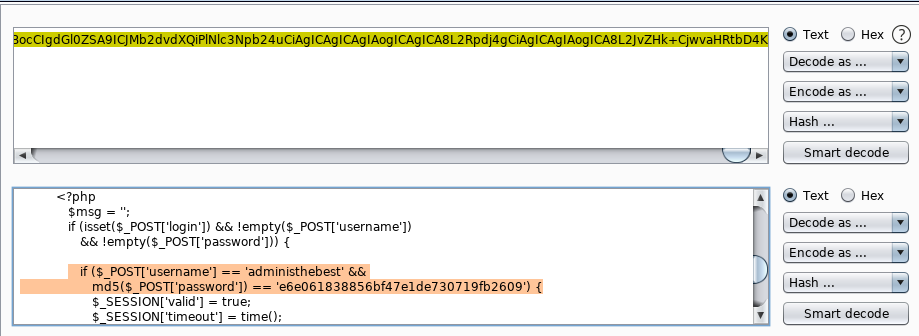 3occIgdGl0ZSA9ICJMb2dvdXQiPlNlc3Npb24uCiAgICAgICAgIAogICAgICA8L2Rpdj4gCiAgICAgIAogICA8L2JvZHk+CjwvaHRtbD4K
Text Hex ?
Decode as ...
Encode as ...
Hash ...
Smart decode
<?php
$msg = '';
if (isset($_POST['login']) && !empty($_POST['username'])
&& !empty($_POST['password'])) {
if ($_POST['username'] == 'administhebest' &&
md5($_POST['password']) == 'e6e061838856bf47e1de730719fb2609') {
$_SESSION['valid'] = true;
$_SESSION['timeout'] = time();
Text Hex
Decode as ...
Encode as ...
Hash ...
Smart decode